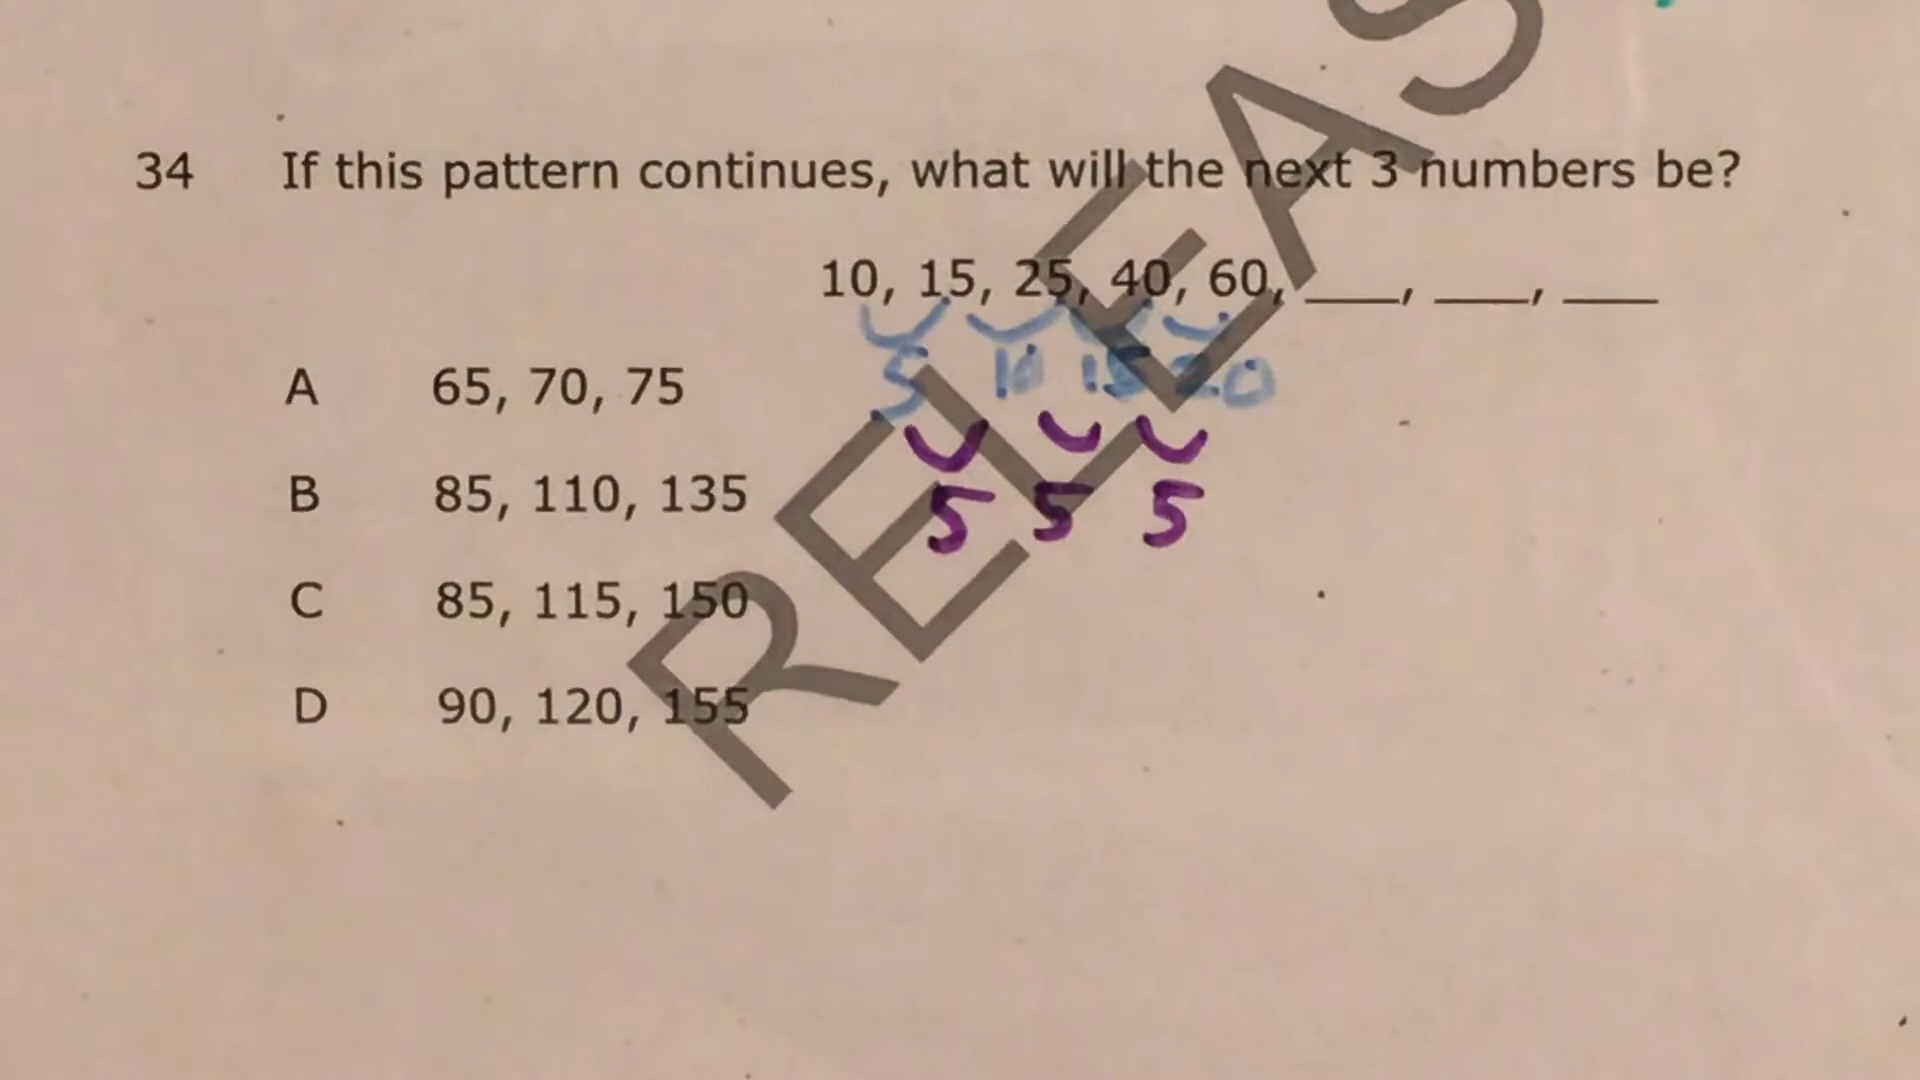 34 If this pattern continues, what will the next 3 numbers be?
10, 15, 25, 40, 60, ___, ___, ___
5 10 15 20
A 65, 70, 75
5 5 5
B 85, 110, 135
C 85, 115, 150
D 90, 120, 155
RELEAS